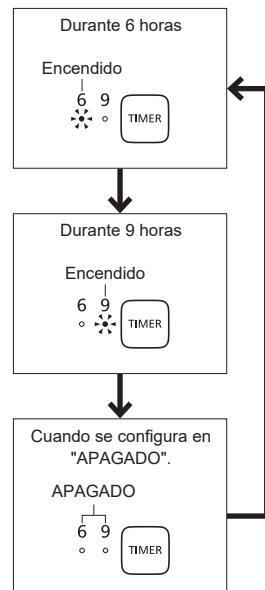 Durante 6 horas
Encendido
6 9
TIMER
Durante 9 horas
Encendido
6 9
TIMER
Cuando se configura en
"APAGADO".
APAGADO
6 9
TIMER